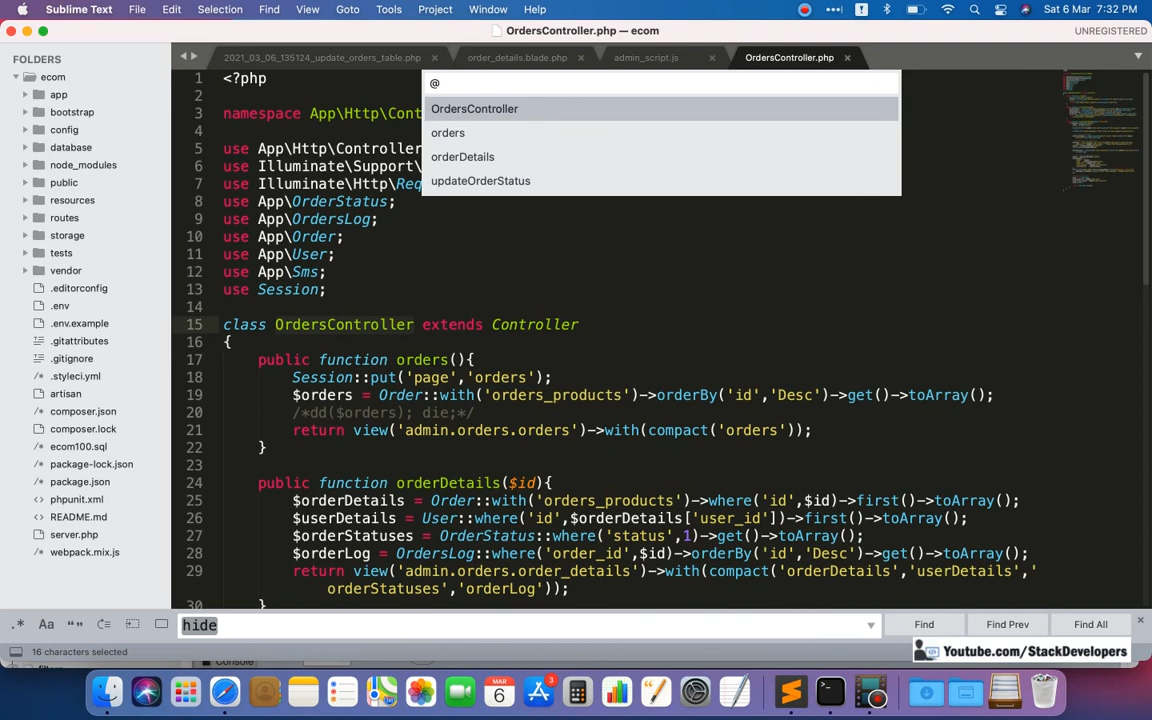 Sublime Text File Edit Selection Find View Goto Tools Project Window Help Sat 6 Mar 7:32 PM
OrdersController.php — ecom UNREGISTERED
FOLDERS
2021_03_06_135124_update_orders_table.php order_details.blade.php admin_script.js OrdersController.php
ecom
app
bootstrap
config
database
node_modules
public
resources
routes
storage
tests
vendor
.editorconfig
.env
.env.example
.gitattributes
.gitignore
.styleci.yml
artisan
composer.json
composer.lock
ecom100.sql
package-lock.json
package.json
phpunit.xml
README.md
server.php
webpack.mix.js
@
OrdersController
orders
orderDetails
updateOrderStatus
1 <?php
2
3 namespace App\Http\Cont
4
5 use App\Http\Controller
6 use Illuminate\Support\
7 use Illuminate\Http\Req
8 use App\OrderStatus;
9 use App\OrdersLog;
10 use App\Order;
11 use App\User;
12 use App\Sms;
13 use Session;
14
15 class OrdersController extends Controller
16 {
17 public function orders(){
18 Session::put('page','orders');
19 $orders = Order::with('orders_products')->orderBy('id','Desc')->get()->toArray();
20 /*dd($orders); die;*/
21 return view('admin.orders.orders')->with(compact('orders'));
22 }
23
24 public function orderDetails($id){
25 $orderDetails = Order::with('orders_products')->where('id',$id)->first()->toArray();
26 $userDetails = User::where('id',$orderDetails['user_id'])->first()->toArray();
27 $orderStatuses = OrderStatus::where('status',1)->get()->toArray();
28 $orderLog = OrdersLog::where('order_id',$id)->orderBy('id','Desc')->get()->toArray();
29 return view('admin.orders.order_details')->with(compact('orderDetails','userDetails','
orderStatuses','orderLog'));
30 }
.* Aa hide Find Find Prev Find All
16 characters selected
Youtube.com/StackDevelopers
Console
MAR
6
3